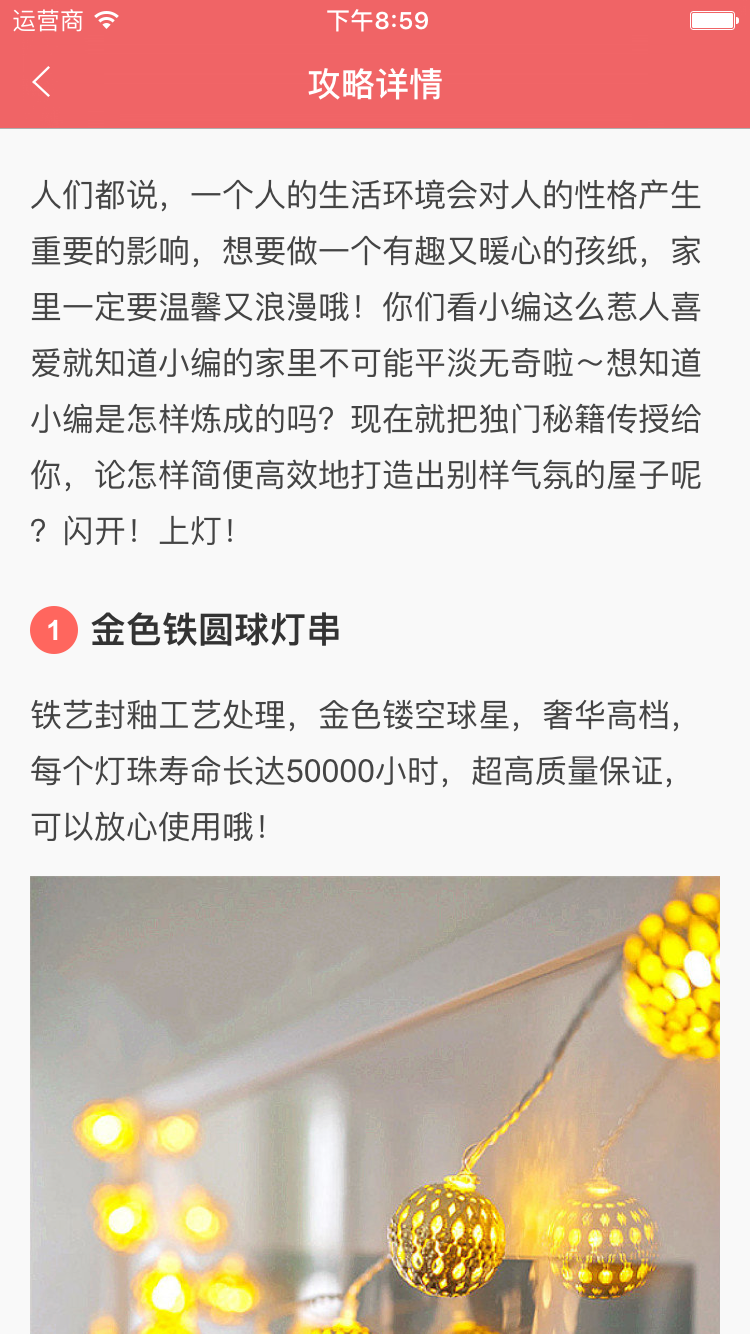 运营商
下午8:59
攻略详情
人们都说，一个人的生活环境会对人的性格产生
重要的影响，想要做一个有趣又暖心的孩纸，家
里一定要温馨又浪漫哦！你们看小编这么惹人喜
爱就知道小编的家里不可能平淡无奇啦～想知道
小编是怎样炼成的吗？现在就把独门秘籍传授给
你，论怎样简便高效地打造出别样气氛的屋子呢
？闪开！上灯！
1 金色铁圆球灯串
铁艺封釉工艺处理，金色镂空球星，奢华高档，
每个灯珠寿命长达50000小时，超高质量保证，
可以放心使用哦！